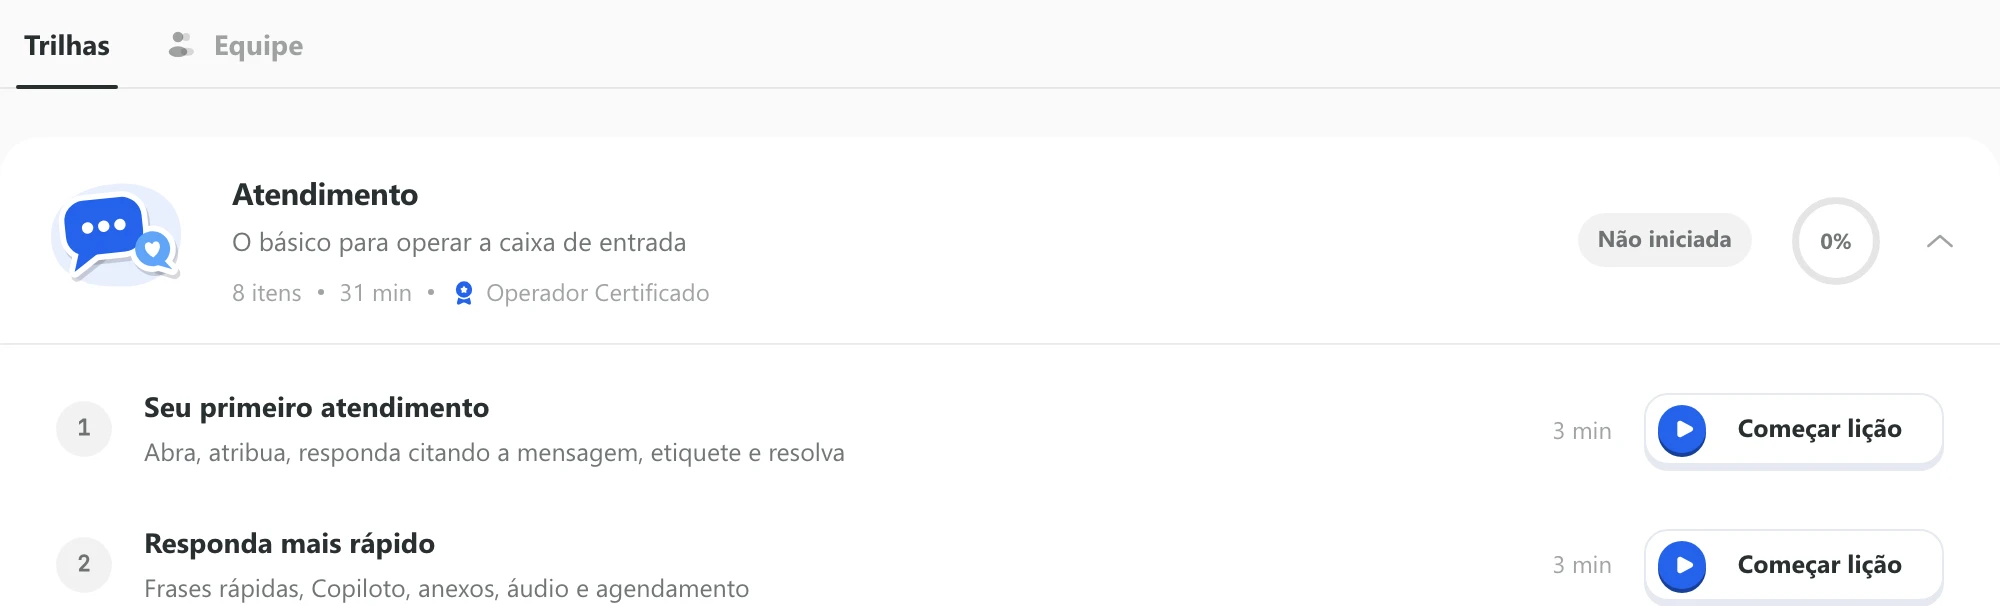 Trilhas
Equipe
Atendimento
O básico para operar a caixa de entrada
8 itens • 31 min • Operador Certificado
Não iniciada
0%
1
Seu primeiro atendimento
Abra, atribua, responda citando a mensagem, etiquete e resolva
3 min
Começar lição
2
Responda mais rápido
Frases rápidas, Copiloto, anexos, áudio e agendamento
3 min
Começar lição